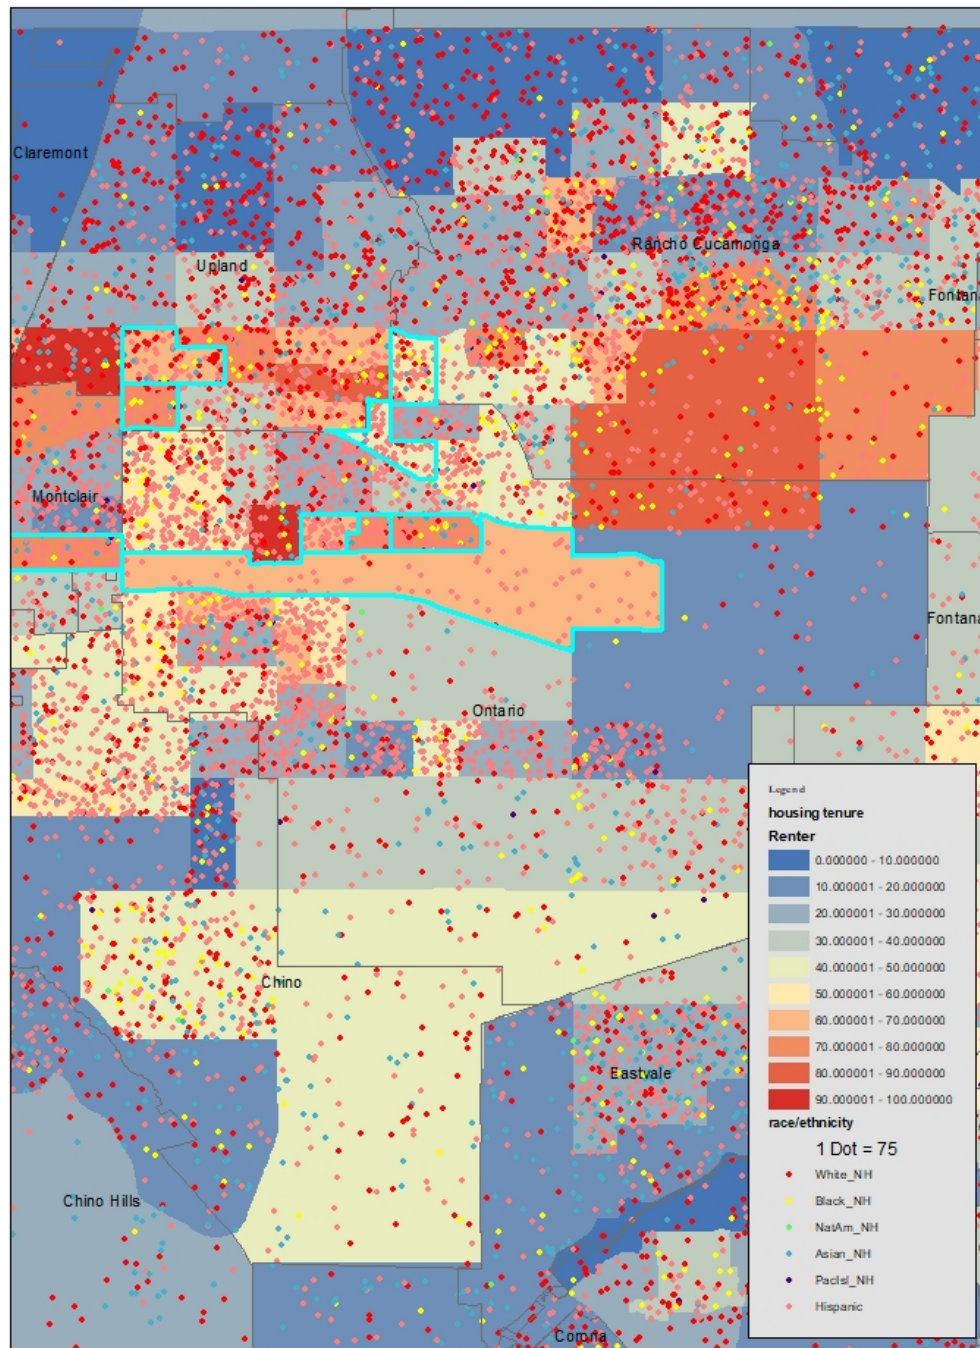 Claremont
Upland
Rancho Cucamonga
Fontana
Montclair
Fontana
Ontario
Chino
Eastvale
Chino Hills
Corona
Legend
housing tenure
Renter
0.000000 - 10.000000
10.000001 - 20.000000
20.000001 - 30.000000
30.000001 - 40.000000
40.000001 - 50.000000
50.000001 - 60.000000
60.000001 - 70.000000
70.000001 - 80.000000
80.000001 - 90.000000
90.000001 - 100.000000
race/ethnicity
1 Dot = 75
White_NH
Black_NH
NatAm_NH
Asian_NH
PacIsl_NH
Hispanic